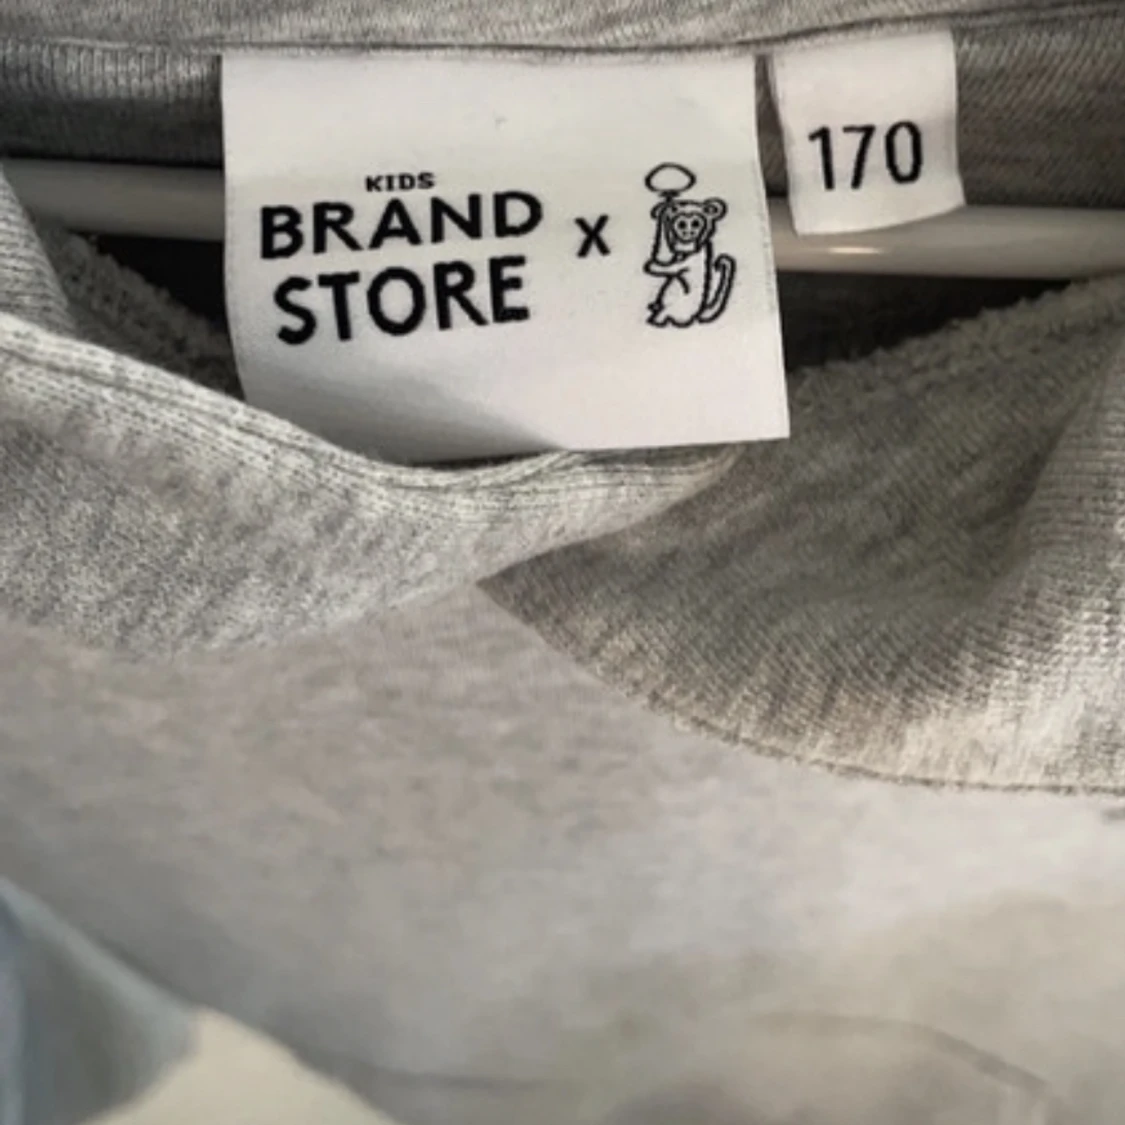 KIDS
BRAND
STORE
X
170